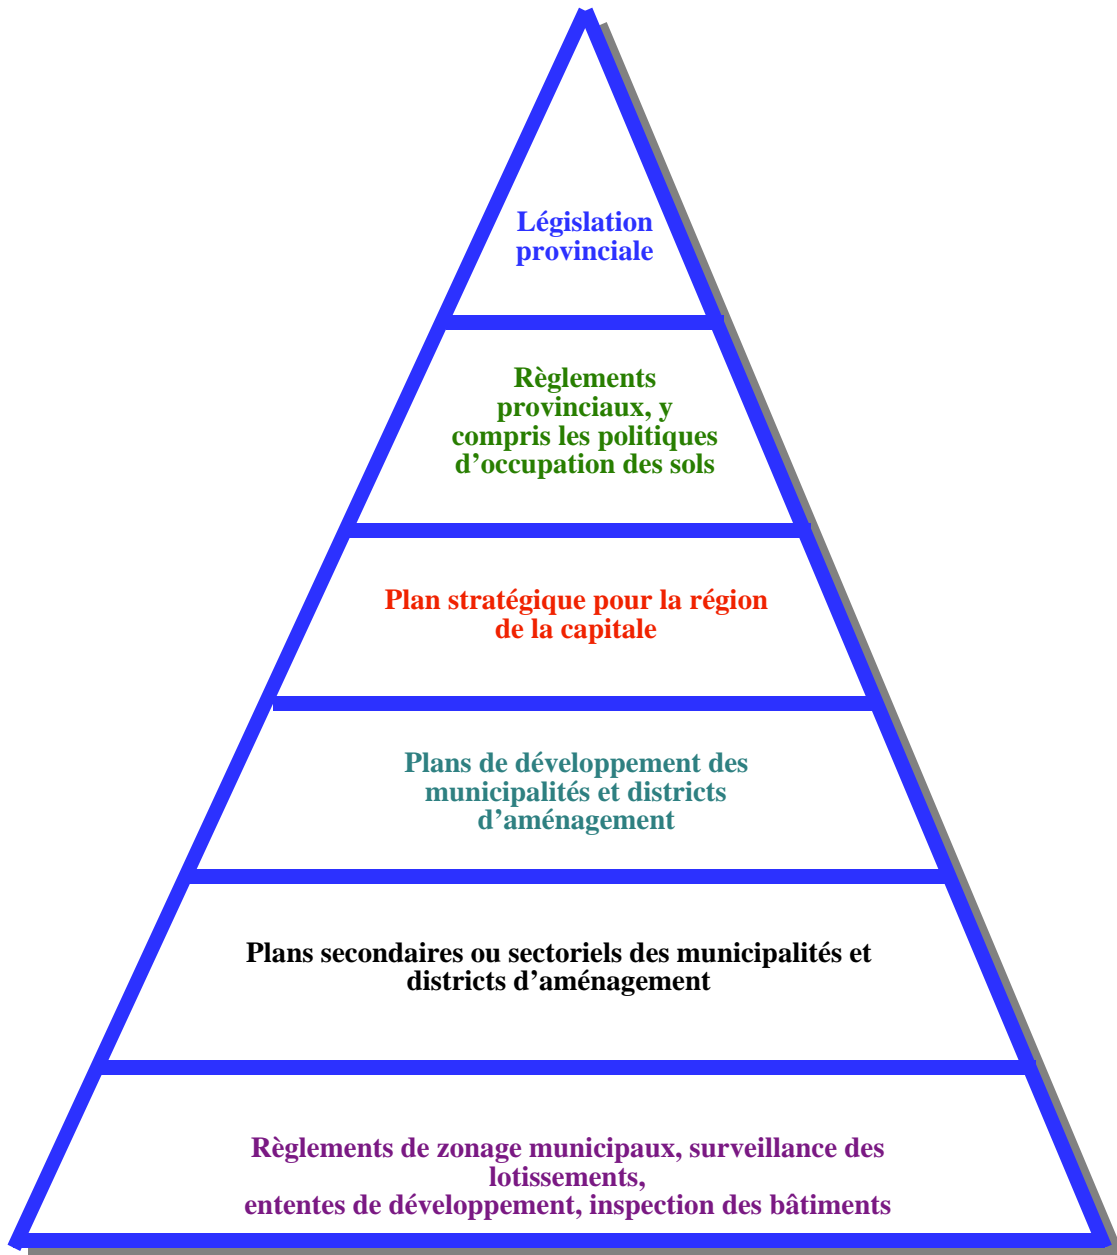 Législation
provinciale
Règlements
provinciaux, y
compris les politiques
d’occupation des sols
Plan stratégique pour la région
de la capitale
Plans de développement des
municipalités et districts
d’aménagement
Plans secondaires ou sectoriels des municipalités et
districts d’aménagement
Règlements de zonage municipaux, surveillance des
lotissements,
ententes de développement, inspection des bâtiments